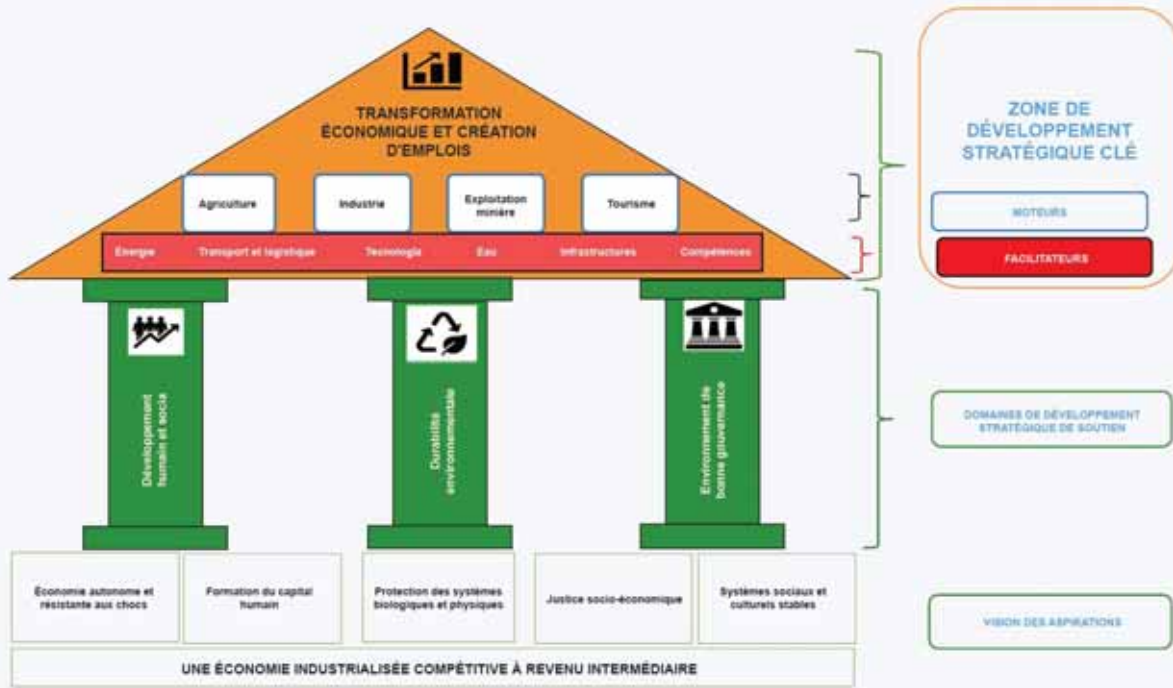 TRANSFORMATION
ÉCONOMIQUE ET CRÉATION
D'EMPLOIS
Agriculture
Industrie
Exploitation
minière
Tourisme
Énergie
Transport et logistique
Tecnologie
Eau
Infrastructures
Compétences
ZONE DE
DÉVELOPPEMENT
STRATÉGIQUE CLÉ
MOTEURS
FACILITATEURS
Développement
humain et socia
Durabilité
environnementale
Environnement de
bonne gouvernance
DOMAINES DE DÉVELOPPEMENT
STRATÉGIQUE DE SOUTIEN
Économie autonome et
résistante aux chocs
Formation du capital
humain
Protection des systèmes
biologiques et physiques
Justice socio-économique
Systèmes sociaux et
culturels stables
VISION DES ASPIRATIONS
UNE ÉCONOMIE INDUSTRIALISÉE COMPÉTITIVE À REVENU INTERMÉDIAIRE